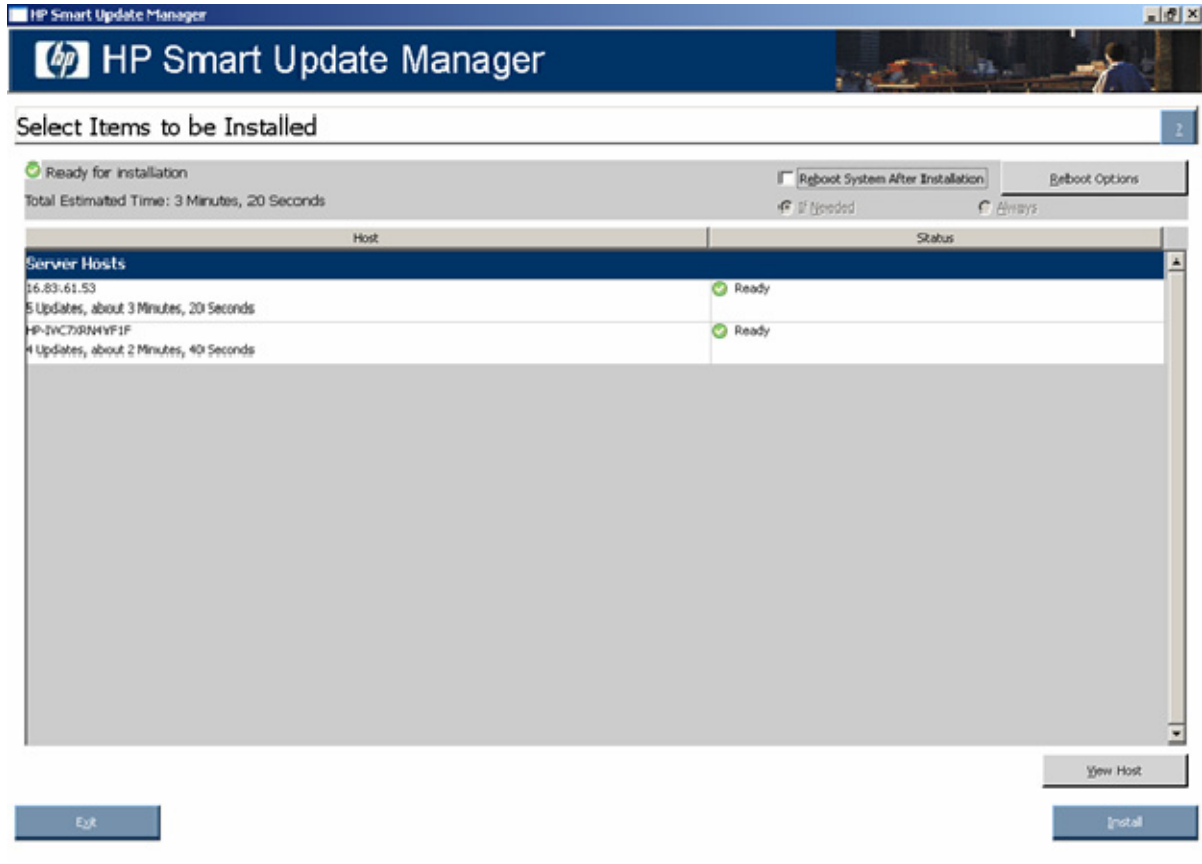 HP Smart Update Manager
hp HP Smart Update Manager
Select Items to be Installed
?
Ready for installation
Reboot System After Installation
Reboot Options
Total Estimated Time: 3 Minutes, 20 Seconds
If Needed
Always
Host
Status
Server Hosts
16.83.61.53
Ready
5 Updates, about 3 Minutes, 20 Seconds
Ready
4 Updates, about 2 Minutes, 40 Seconds
View Host
Exit
Install